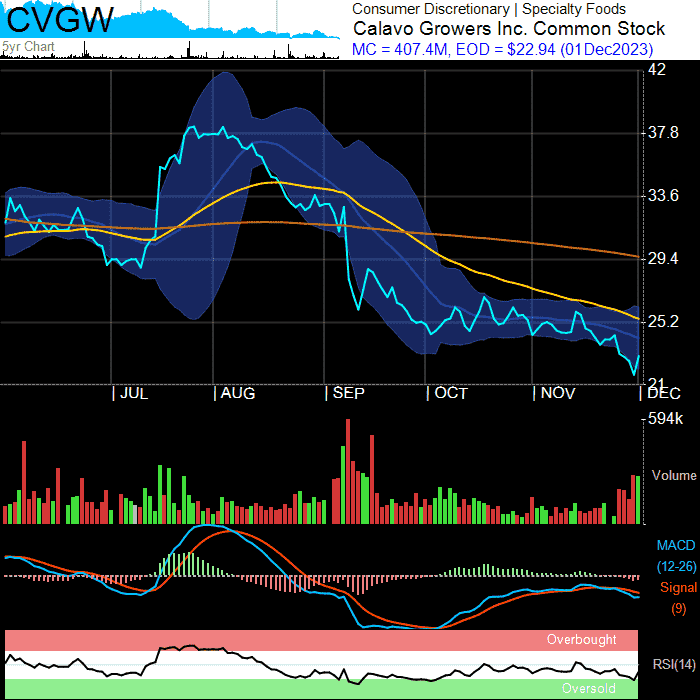 CVGW
5yr Chart
Consumer Discretionary | Specialty Foods
Calavo Growers Inc. Common Stock
MC = 407.4M, EOD = $22.94 (01Dec2023)
42
37.8
33.6
29.4
25.2
21
| JUL | AUG | SEP | OCT | NOV | DEC
594k
Volume
MACD
(12-26)
Signal
(9)
Overbought
RSI(14)
Oversold